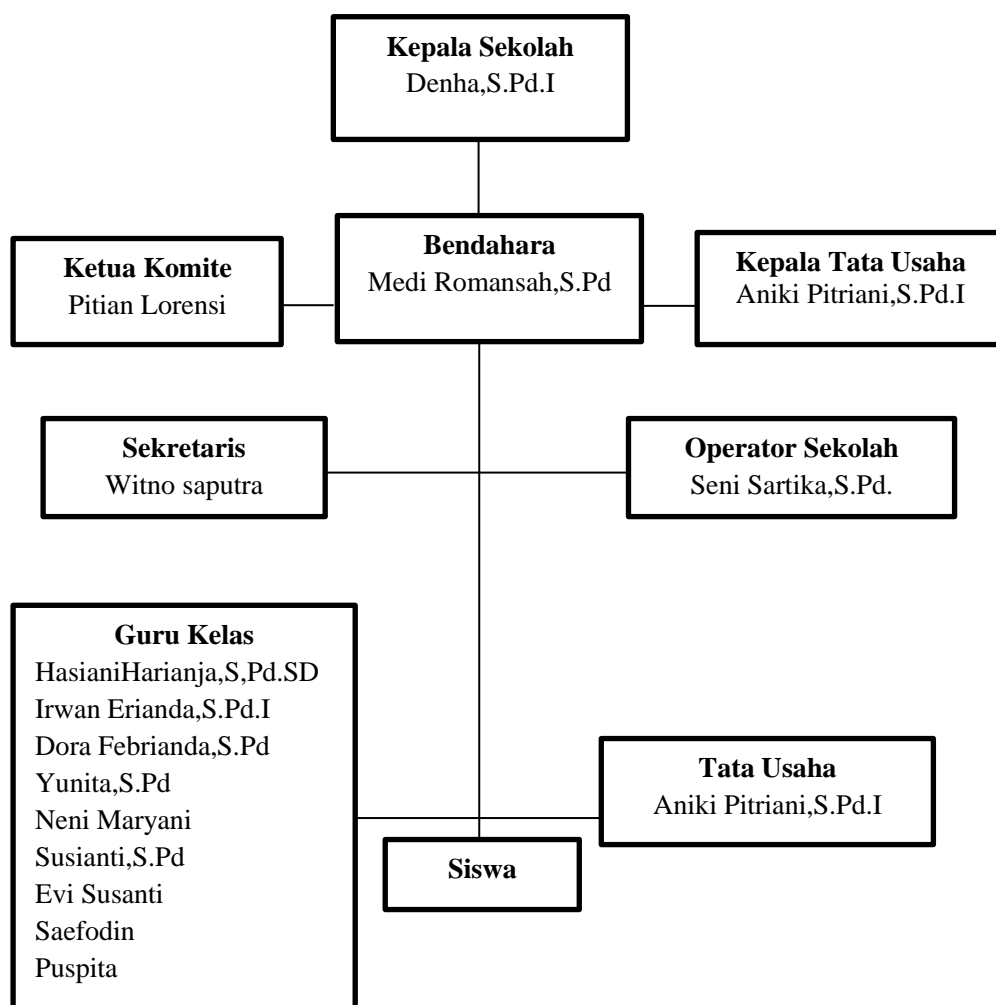 Kepala Sekolah
Denha,S.Pd.I
Bendahara
Medi Romansah,S.Pd
Ketua Komite
Pitian Lorensi
Kepala Tata Usaha
Aniki Pitriani,S.Pd.I
Sekretaris
Witno saputra
Operator Sekolah
Seni Sartika,S.Pd.
Guru Kelas
HasianiHarianja,S,Pd.SD
Irwan Erianda,S.Pd.I
Dora Febrianda,S.Pd
Yunita,S.Pd
Neni Maryani
Susianti,S.Pd
Evi Susanti
Saefodin
Puspita
Tata Usaha
Aniki Pitriani,S.Pd.I
Siswa